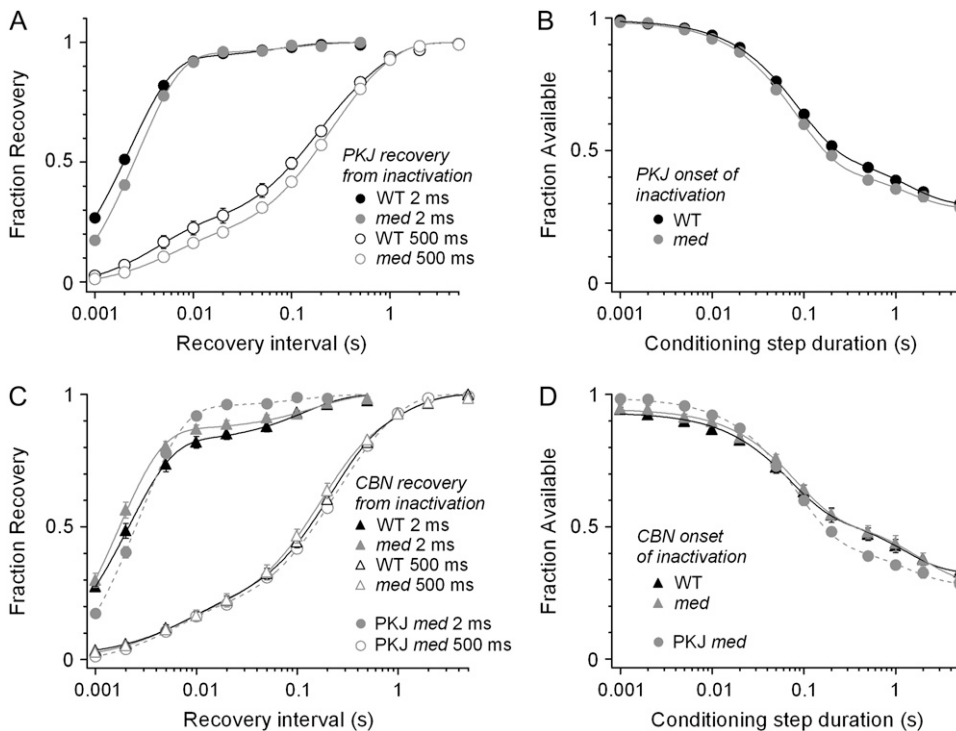 A
Fraction Recovery
1
0.5
0
PKJ recovery
from inactivation
WT 2 ms
med 2 ms
WT 500 ms
med 500 ms
0.001 0.01 0.1 1
Recovery interval (s)
B
Fraction Available
1
0.5
0
PKJ onset of
inactivation
WT
med
0.001 0.01 0.1 1
Conditioning step duration (s)
C
Fraction Recovery
1
0.5
0
CBN recovery
from inactivation
WT 2 ms
med 2 ms
WT 500 ms
med 500 ms
PKJ med 2 ms
PKJ med 500 ms
0.001 0.01 0.1 1
Recovery interval (s)
D
Fraction Available
1
0.5
0
CBN onset
of inactivation
WT
med
PKJ med
0.001 0.01 0.1 1
Conditioning step duration (s)